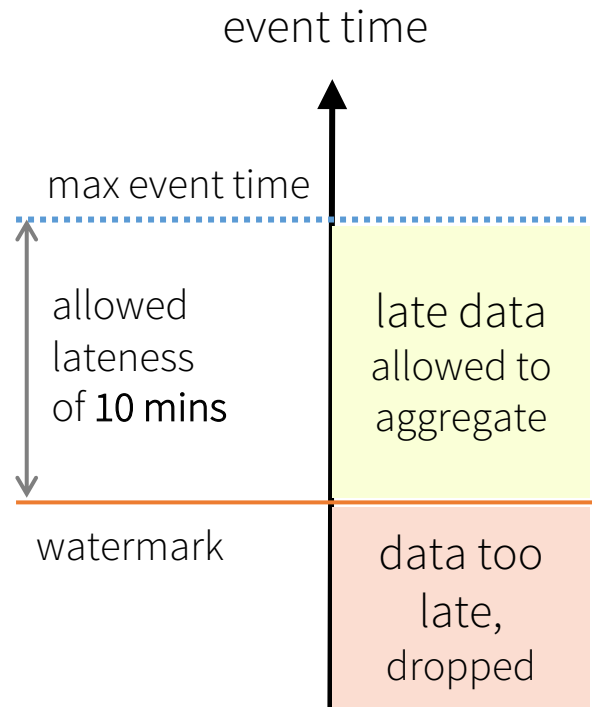 event time
max event time
allowed
lateness
of 10 mins
late data
allowed to
aggregate
watermark
data too
late,
dropped